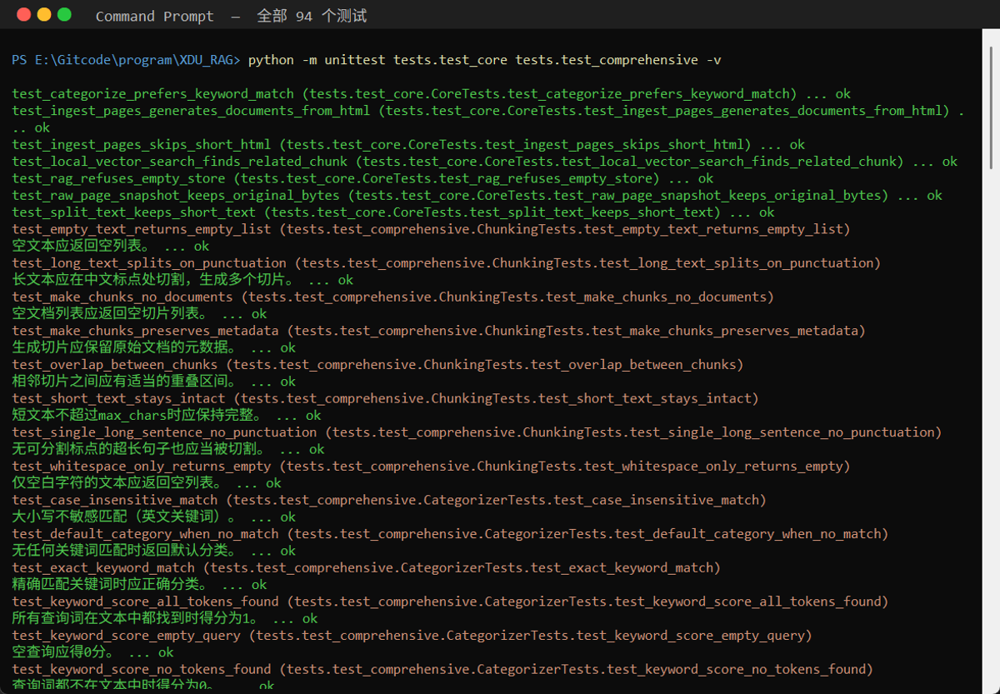 Command Prompt — 全部 94 个测试
PS E:\Gitcode\program\XDU_RAG> python -m unittest tests.test_core tests.test_comprehensive -v
test_categorize_prefers_keyword_match (tests.test_core.CoreTests.test_categorize_prefers_keyword_match) ... ok
test_ingest_pages_generates_documents_from_html (tests.test_core.CoreTests.test_ingest_pages_generates_documents_from_html) .
.. ok
test_ingest_pages_skips_short_html (tests.test_core.CoreTests.test_ingest_pages_skips_short_html) ... ok
test_local_vector_search_finds_related_chunk (tests.test_core.CoreTests.test_local_vector_search_finds_related_chunk) ... ok
test_rag_refuses_empty_store (tests.test_core.CoreTests.test_rag_refuses_empty_store) ... ok
test_raw_page_snapshot_keeps_original_bytes (tests.test_core.CoreTests.test_raw_page_snapshot_keeps_original_bytes) ... ok
test_split_text_keeps_short_text (tests.test_core.CoreTests.test_split_text_keeps_short_text) ... ok
test_empty_text_returns_empty_list (tests.test_comprehensive.ChunkingTests.test_empty_text_returns_empty_list)
空文本应返回空列表。 ... ok
test_long_text_splits_on_punctuation (tests.test_comprehensive.ChunkingTests.test_long_text_splits_on_punctuation)
长文本应在中文标点处切割，生成多个切片。 ... ok
test_make_chunks_no_documents (tests.test_comprehensive.ChunkingTests.test_make_chunks_no_documents)
空文档列表应返回空切片列表。 ... ok
test_make_chunks_preserves_metadata (tests.test_comprehensive.ChunkingTests.test_make_chunks_preserves_metadata)
生成切片应保留原始文档的元数据。 ... ok
test_overlap_between_chunks (tests.test_comprehensive.ChunkingTests.test_overlap_between_chunks)
相邻切片之间应有适当的重叠区间。 ... ok
test_short_text_stays_intact (tests.test_comprehensive.ChunkingTests.test_short_text_stays_intact)
短文本不超过max_chars时应保持完整。 ... ok
test_single_long_sentence_no_punctuation (tests.test_comprehensive.ChunkingTests.test_single_long_sentence_no_punctuation)
无可分割标点的超长句子也应当被切割。 ... ok
test_whitespace_only_returns_empty (tests.test_comprehensive.ChunkingTests.test_whitespace_only_returns_empty)
仅空白字符的文本应返回空列表。 ... ok
test_case_insensitive_match (tests.test_comprehensive.CategorizerTests.test_case_insensitive_match)
大小写不敏感匹配（英文关键词）。 ... ok
test_default_category_when_no_match (tests.test_comprehensive.CategorizerTests.test_default_category_when_no_match)
无任何关键词匹配时返回默认分类。 ... ok
test_exact_keyword_match (tests.test_comprehensive.CategorizerTests.test_exact_keyword_match)
精确匹配关键词时应正确分类。 ... ok
test_keyword_score_all_tokens_found (tests.test_comprehensive.CategorizerTests.test_keyword_score_all_tokens_found)
所有查询词在文本中都找到时得分为1。 ... ok
test_keyword_score_empty_query (tests.test_comprehensive.CategorizerTests.test_keyword_score_empty_query)
空查询应得0分。 ... ok
test_keyword_score_no_tokens_found (tests.test_comprehensive.CategorizerTests.test_keyword_score_no_tokens_found)
查询词都不在文本中时得分为0。 ... ok